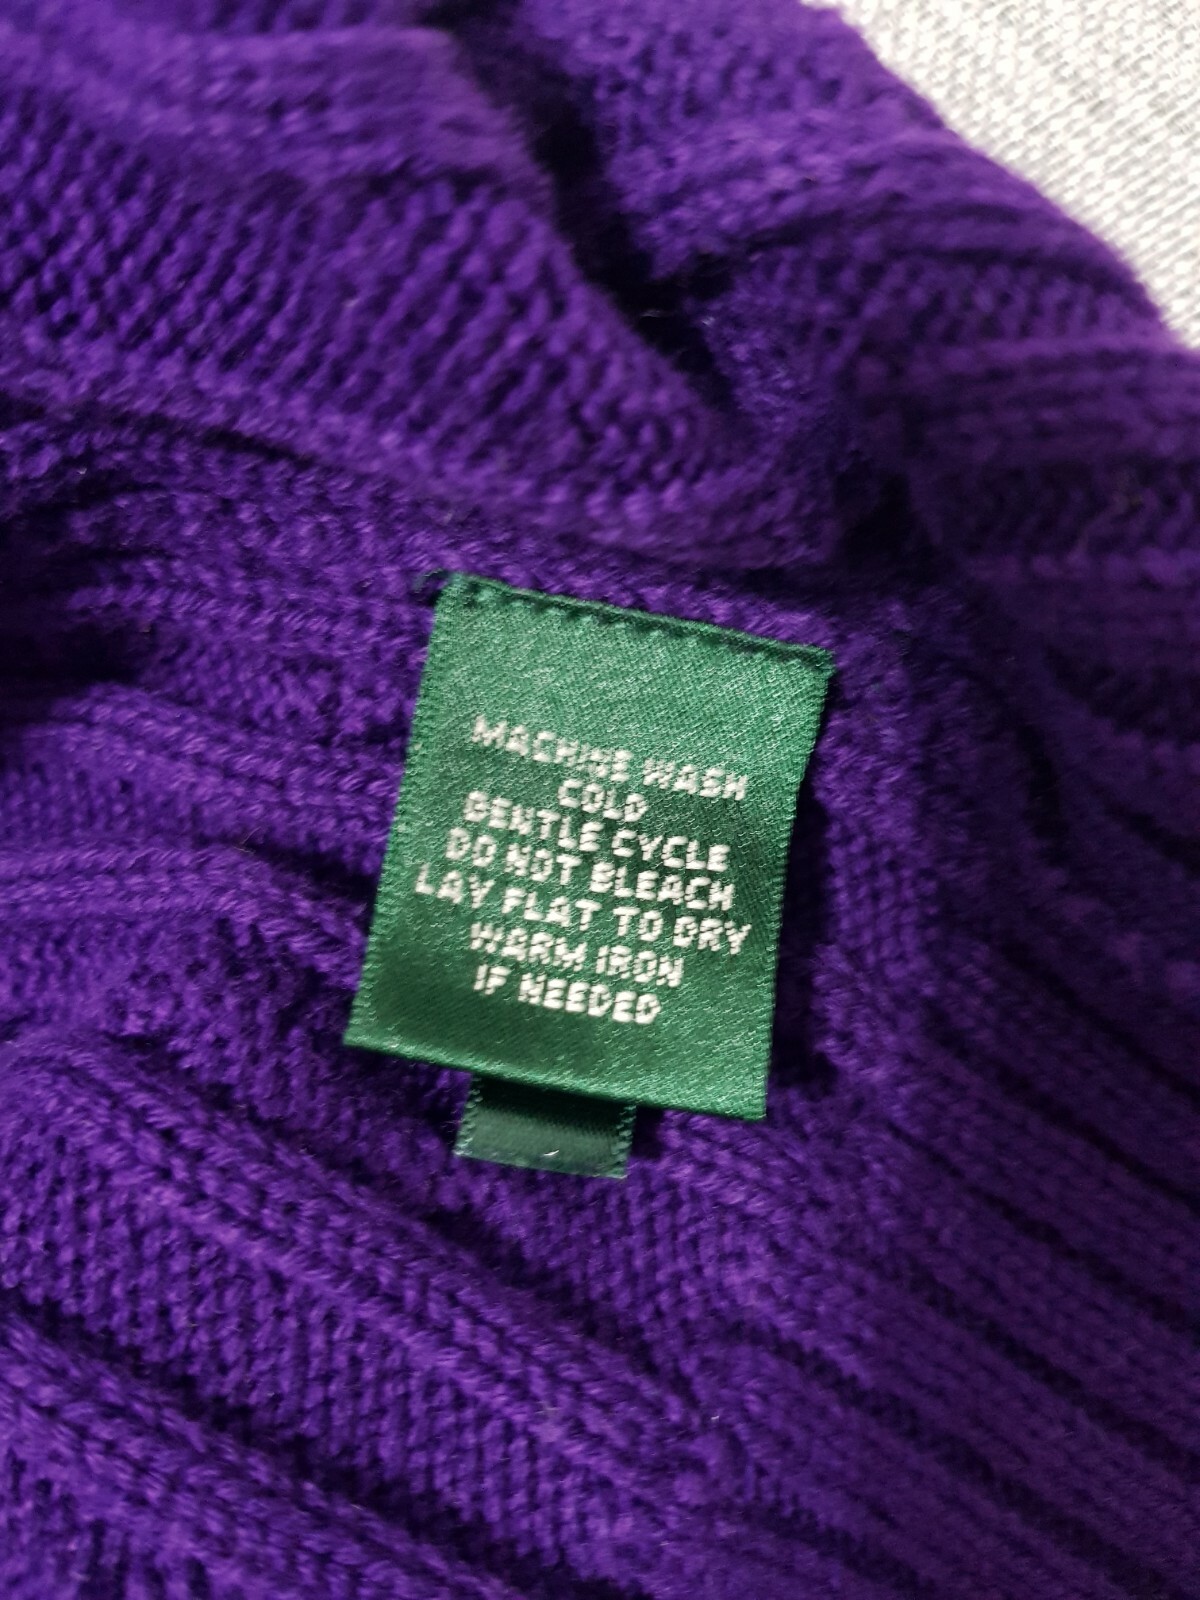 MACHINE WASH
COLD
GENTLE CYCLE
DO NOT BLEACH
LAY FLAT TO DRY
WARM IRON
IF NEEDED